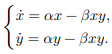 ẋ = αx − βxy,
ẏ = αy − βxy.